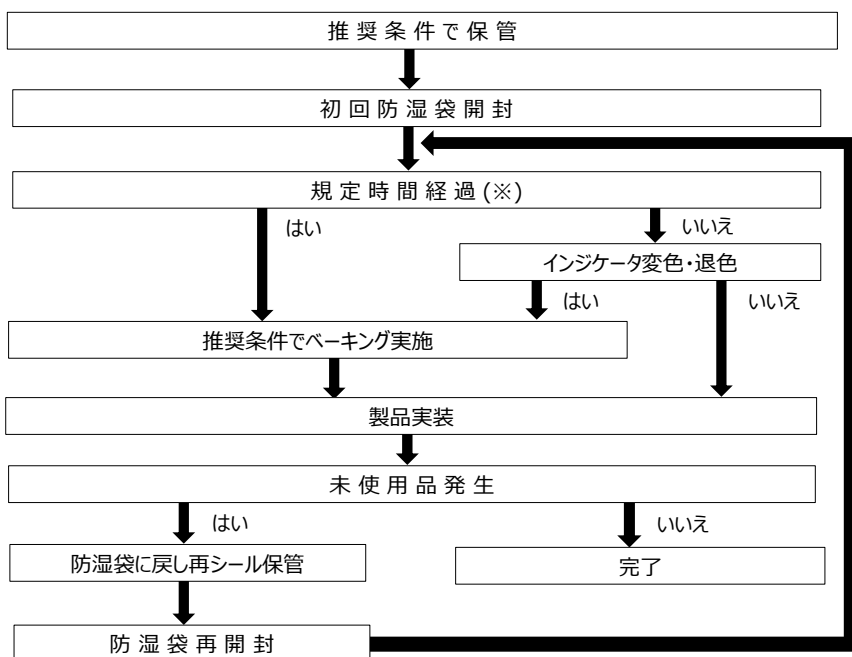 推奨条件で保管
初回防湿袋開封
規定時間経過(※)
はい
いいえ
インジケータ変色・退色
はい
いいえ
推奨条件でベーキング実施
製品実装
未使用品発生
はい
いいえ
防湿袋に戻し再シール保管
完了
防湿袋再開封